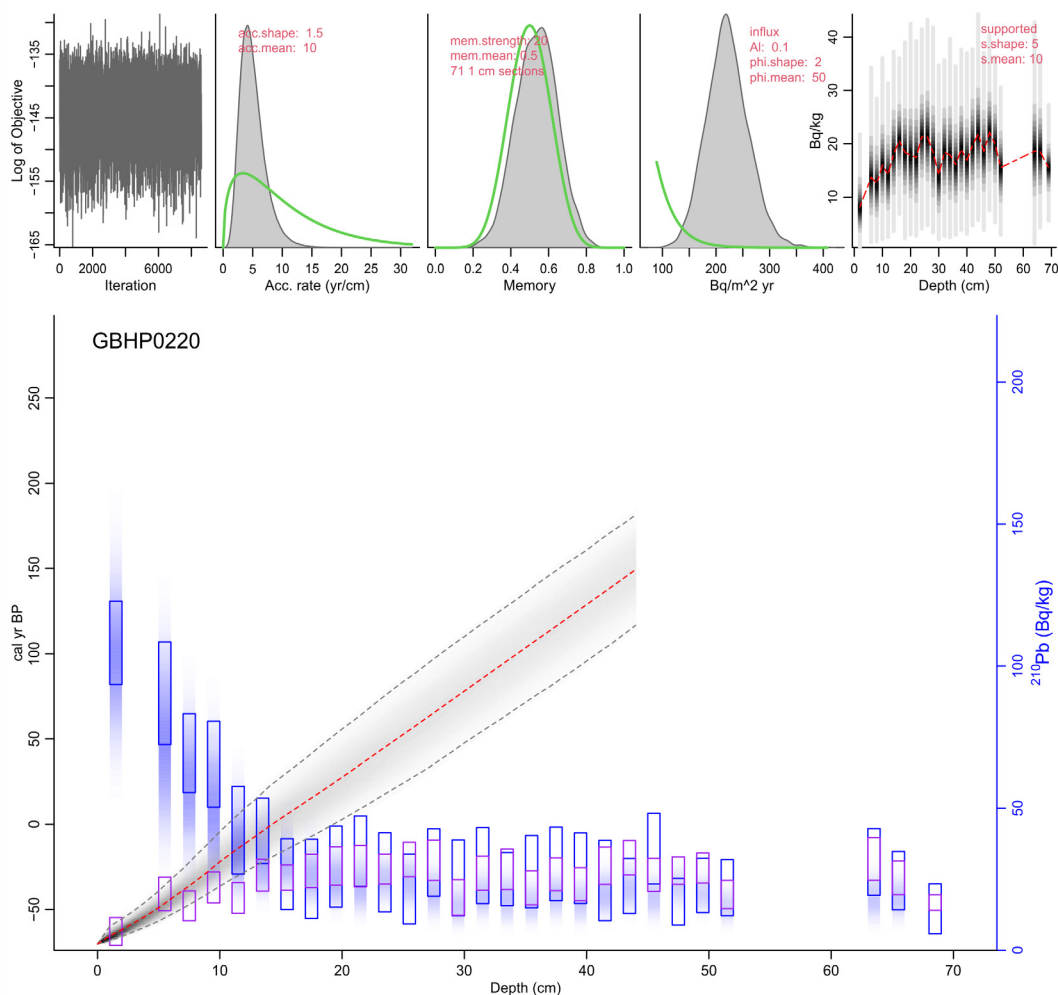 Log of Objective
−165
−155
−145
−135
0
2000
6000
Iteration
acc.shape: 1.5
acc.mean: 10
0
5
10
15
20
25
30
Acc. rate (yr/cm)
mem.strength: 20
mem.mean: 0.5
71 1 cm sections
0.0
0.2
0.4
0.6
0.8
1.0
Memory
influx
Al: 0.1
phi.shape: 2
phi.mean: 50
100
200
300
400
Bq/m^2 yr
supported
s.shape: 5
s.mean: 10
Bq/kg
10
20
30
40
0
10
20
30
40
50
60
70
Depth (cm)
GBHP0220
cal yr BP
−50
0
50
100
150
200
250
0
10
20
30
40
50
60
70
Depth (cm)
0
50
100
150
200
²¹⁰Pb (Bq/kg)